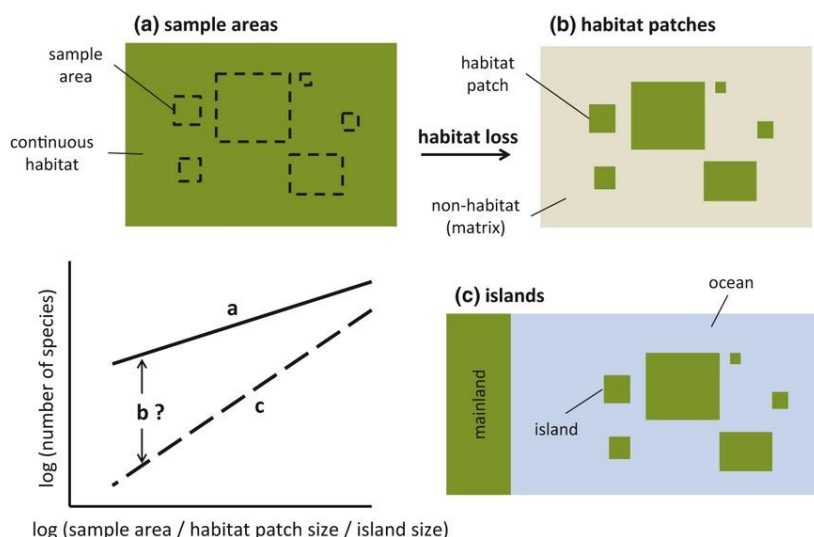 (a) sample areas
sample
area
continuous
habitat
habitat loss
(b) habitat patches
habitat
patch
non-habitat
(matrix)
log (number of species)
a
b ?
c
log (sample area / habitat patch size / island size)
(c) islands
ocean
mainland
island